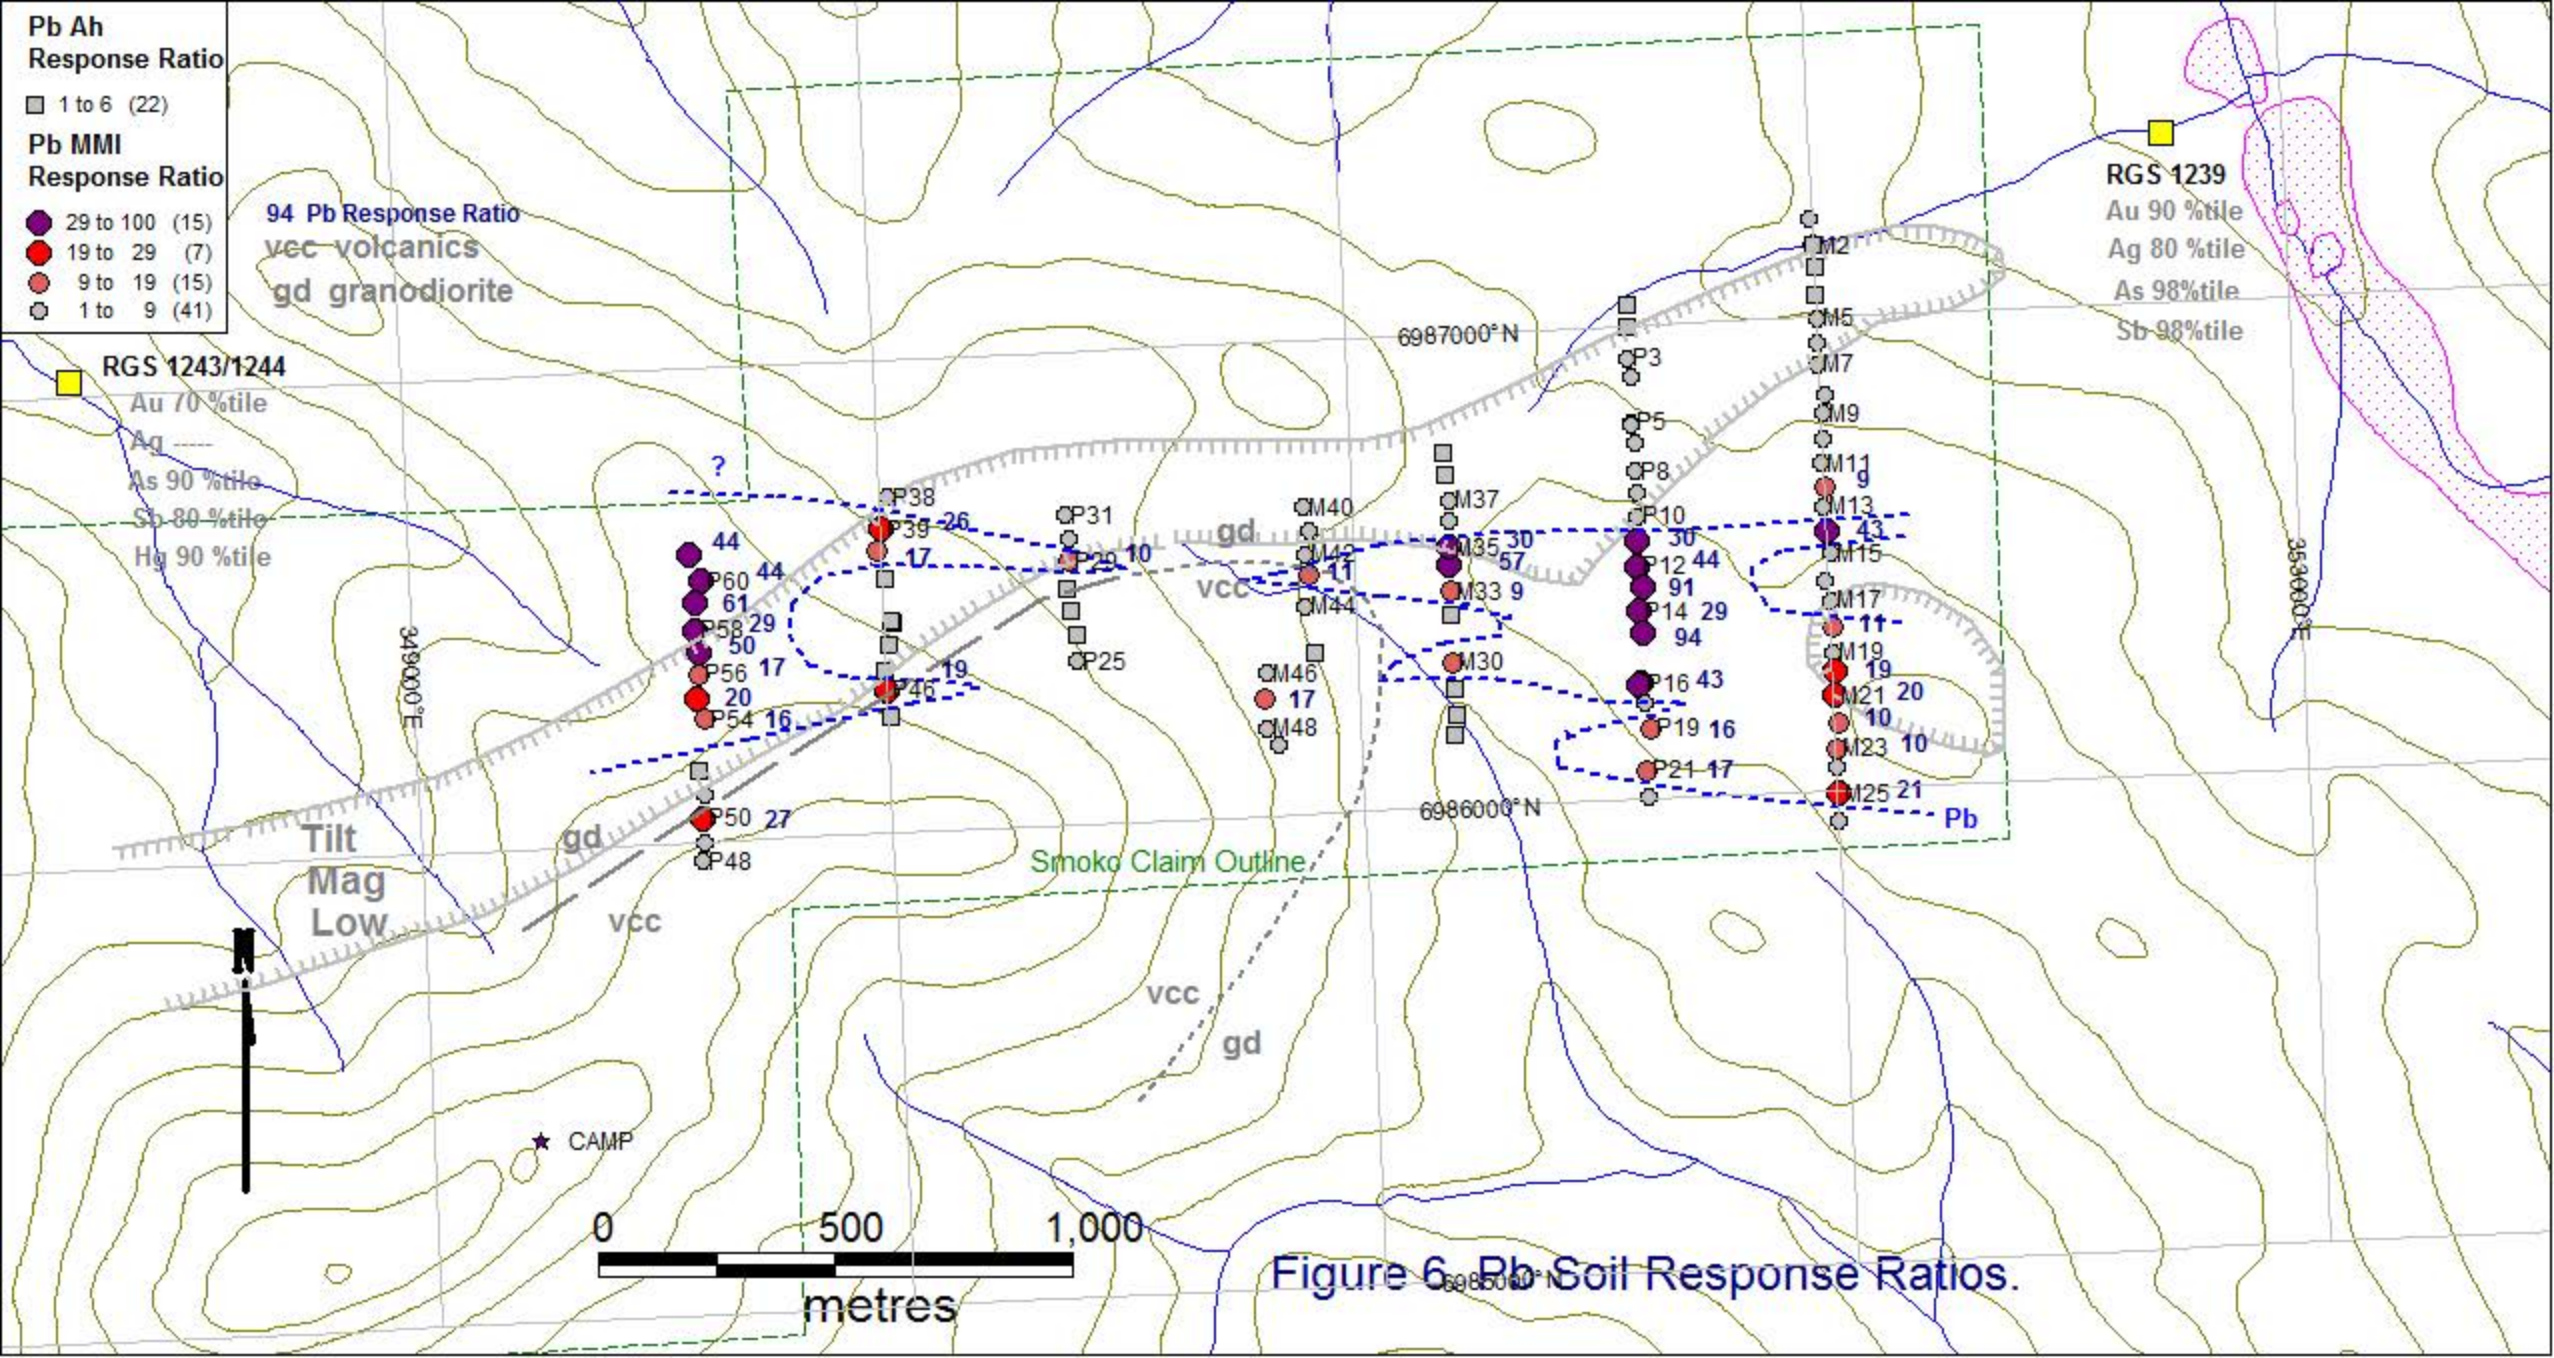 Pb Ah
Response Ratio
1 to 6 (22)
Pb MMI
Response Ratio
29 to 100 (15)
19 to 29 (7)
9 to 19 (15)
1 to 9 (41)
94 Pb Response Ratio
vcc volcanics
gd granodiorite
RGS 1243/1244
Au 70 %tile
Ag -----
As 90 %tile
Sb 80 %tile
Hg 90 %tile
RGS 1239
Au 90 %tile
Ag 80 %tile
As 98%tile
Sb 98%tile
6987000°N
349000°E
353000°E
?
44
P60 44
61
P58 29
50
P56 17
20
P54 16
P50 27
P48
P38
P39 26
17
19
P46
P31
P29 10
P25
gd
vcc
M40
M42
11
M44
M46
17
M48
M37
M35 30
57
M33 9
M30
P3
P5
P8
P10
30
P12 44
91
P14 29
94
P16 43
P19 16
P21 17
M2
M5
M7
M9
M11
9
M13
43
M15
M17
11
M19
19
M21 20
10
M23 10
M25 21
Pb
6986000°N
Smoko Claim Outline
Tilt
Mag
Low
gd
vcc
N
vcc
gd
CAMP
0 500 1,000
metres
Figure 6. Pb Soil Response Ratios.
6985000°N